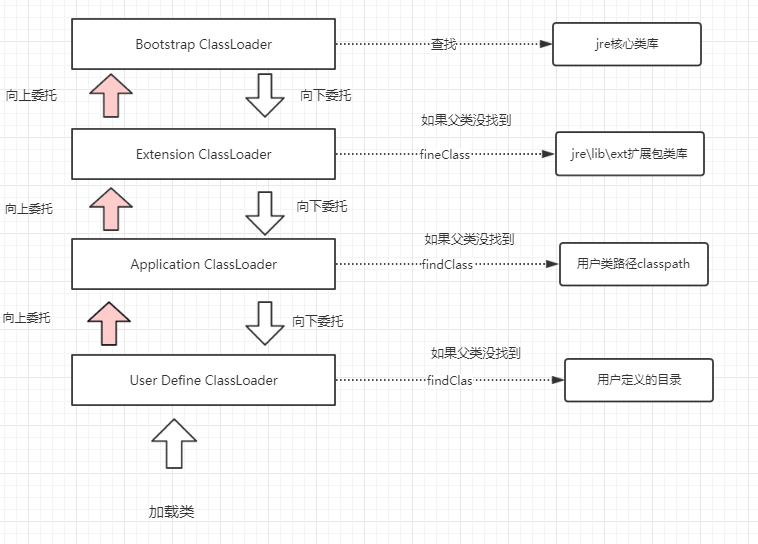 Bootstrap ClassLoader
查找
jre核心类库
向上委托
向下委托
如果父类没找到
Extension ClassLoader
fineClass
jre\lib\ext扩展包类库
向上委托
向下委托
如果父类没找到
Application ClassLoader
findClass
用户类路径classpath
向上委托
向下委托
如果父类没找到
User Define ClassLoader
findClas
用户定义的目录
加载类